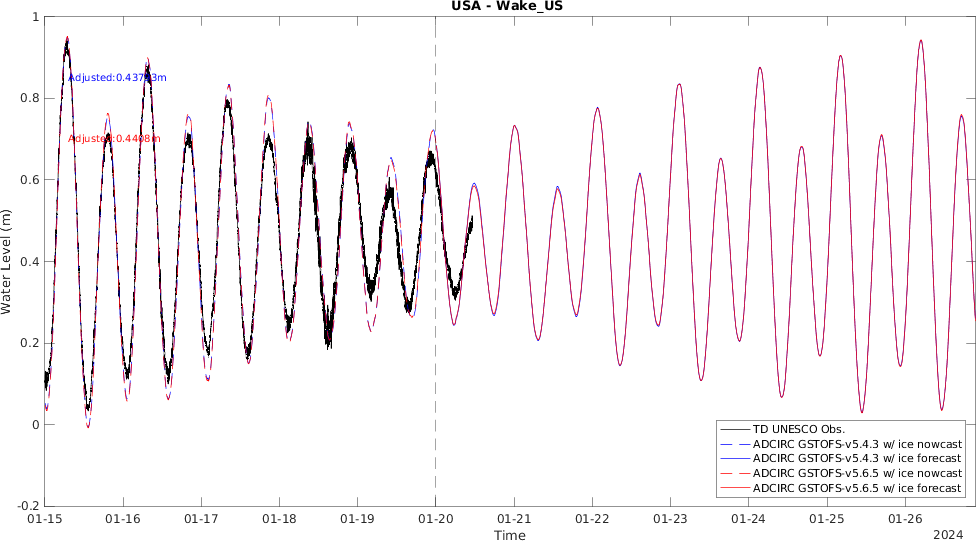 USA - Wake_US
1
0.8
0.6
0.4
0.2
0
-0.2
Water Level (m)
Adjusted:0.4408m
01-15 01-16 01-17 01-18 01-19 01-20 01-21 01-22 01-23 01-24 01-25 01-26
Time
2024
TD UNESCO Obs.
ADCIRC GSTOFS-v5.4.3 w/ ice nowcast
ADCIRC GSTOFS-v5.4.3 w/ ice forecast
ADCIRC GSTOFS-v5.6.5 w/ ice nowcast
ADCIRC GSTOFS-v5.6.5 w/ ice forecast